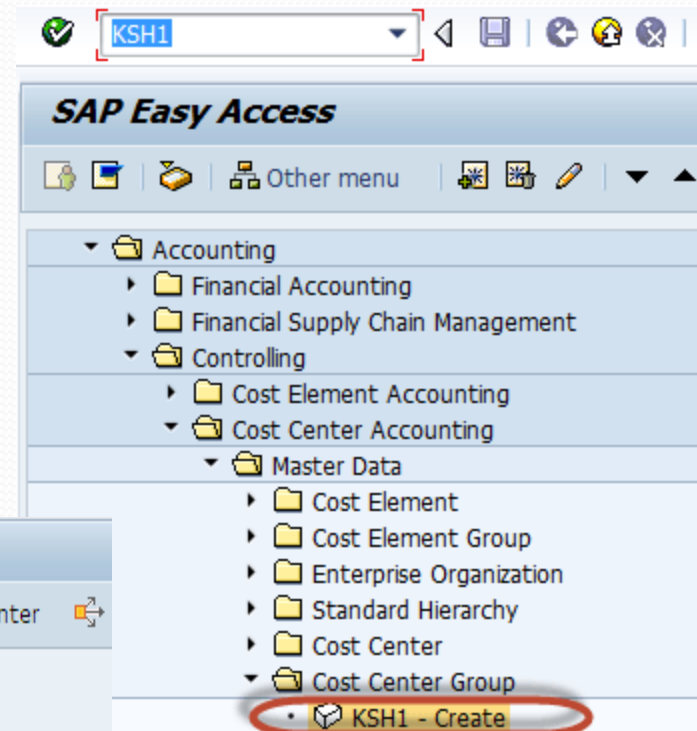 KSH1
SAP Easy Access
Other menu
Accounting
Financial Accounting
Financial Supply Chain Management
Controlling
Cost Element Accounting
Cost Center Accounting
Master Data
Cost Element
Cost Element Group
Enterprise Organization
Standard Hierarchy
Cost Center
Cost Center Group
KSH1 - Create